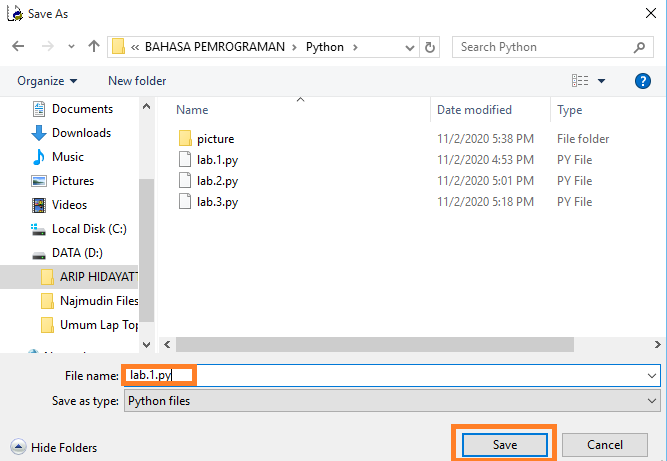 Save As
« BAHASA PEMROGRAMAN > Python >
Search Python
Organize
New folder
?
Name
Date modified
Type
Documents
Downloads
Music
Pictures
Videos
Local Disk (C:)
DATA (D:)
ARIP HIDAYAT
Najmudin Files
Umum Lap Top
picture 11/2/2020 5:38 PM File folder
lab.1.py 11/2/2020 4:53 PM PY File
lab.2.py 11/2/2020 5:01 PM PY File
lab.3.py 11/2/2020 5:18 PM PY File
File name: lab.1.py
Save as type: Python files
Hide Folders
Save
Cancel